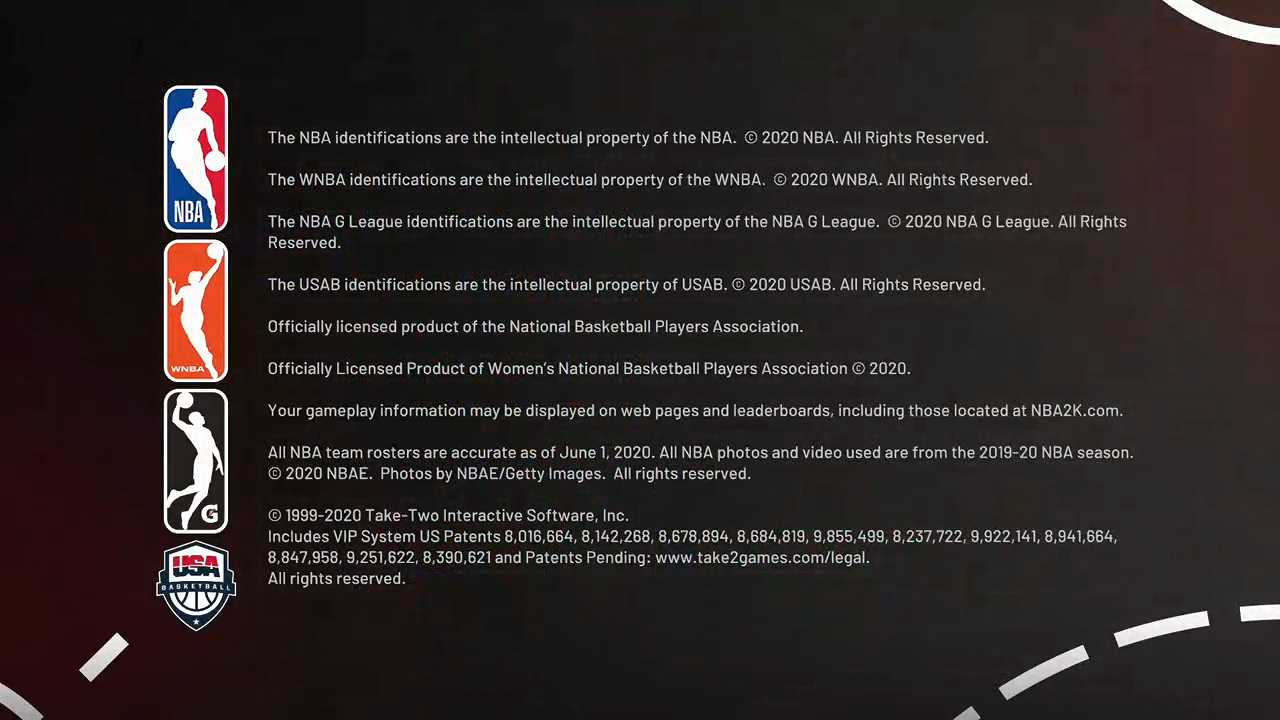 NBA
The NBA identifications are the intellectual property of the NBA.  © 2020 NBA. All Rights Reserved.
The WNBA identifications are the intellectual property of the WNBA.  © 2020 WNBA. All Rights Reserved.
The NBA G League identifications are the intellectual property of the NBA G League.  © 2020 NBA G League. All Rights
Reserved.
WNBA
The USAB identifications are the intellectual property of USAB. © 2020 USAB. All Rights Reserved.
Officially licensed product of the National Basketball Players Association.
Officially Licensed Product of Women's National Basketball Players Association © 2020.
Your gameplay information may be displayed on web pages and leaderboards, including those located at NBA2K.com.
All NBA team rosters are accurate as of June 1, 2020. All NBA photos and video used are from the 2019-20 NBA season.
© 2020 NBAE.  Photos by NBAE/Getty Images.  All rights reserved.
G
© 1999-2020 Take-Two Interactive Software, Inc.
Includes VIP System US Patents 8,016,664, 8,142,268, 8,678,894, 8,684,819, 9,855,499, 8,237,722, 9,922,141, 8,941,664,
8,847,958, 9,251,622, 8,390,621 and Patents Pending: www.take2games.com/legal.
All rights reserved.
USA
BASKETBALL